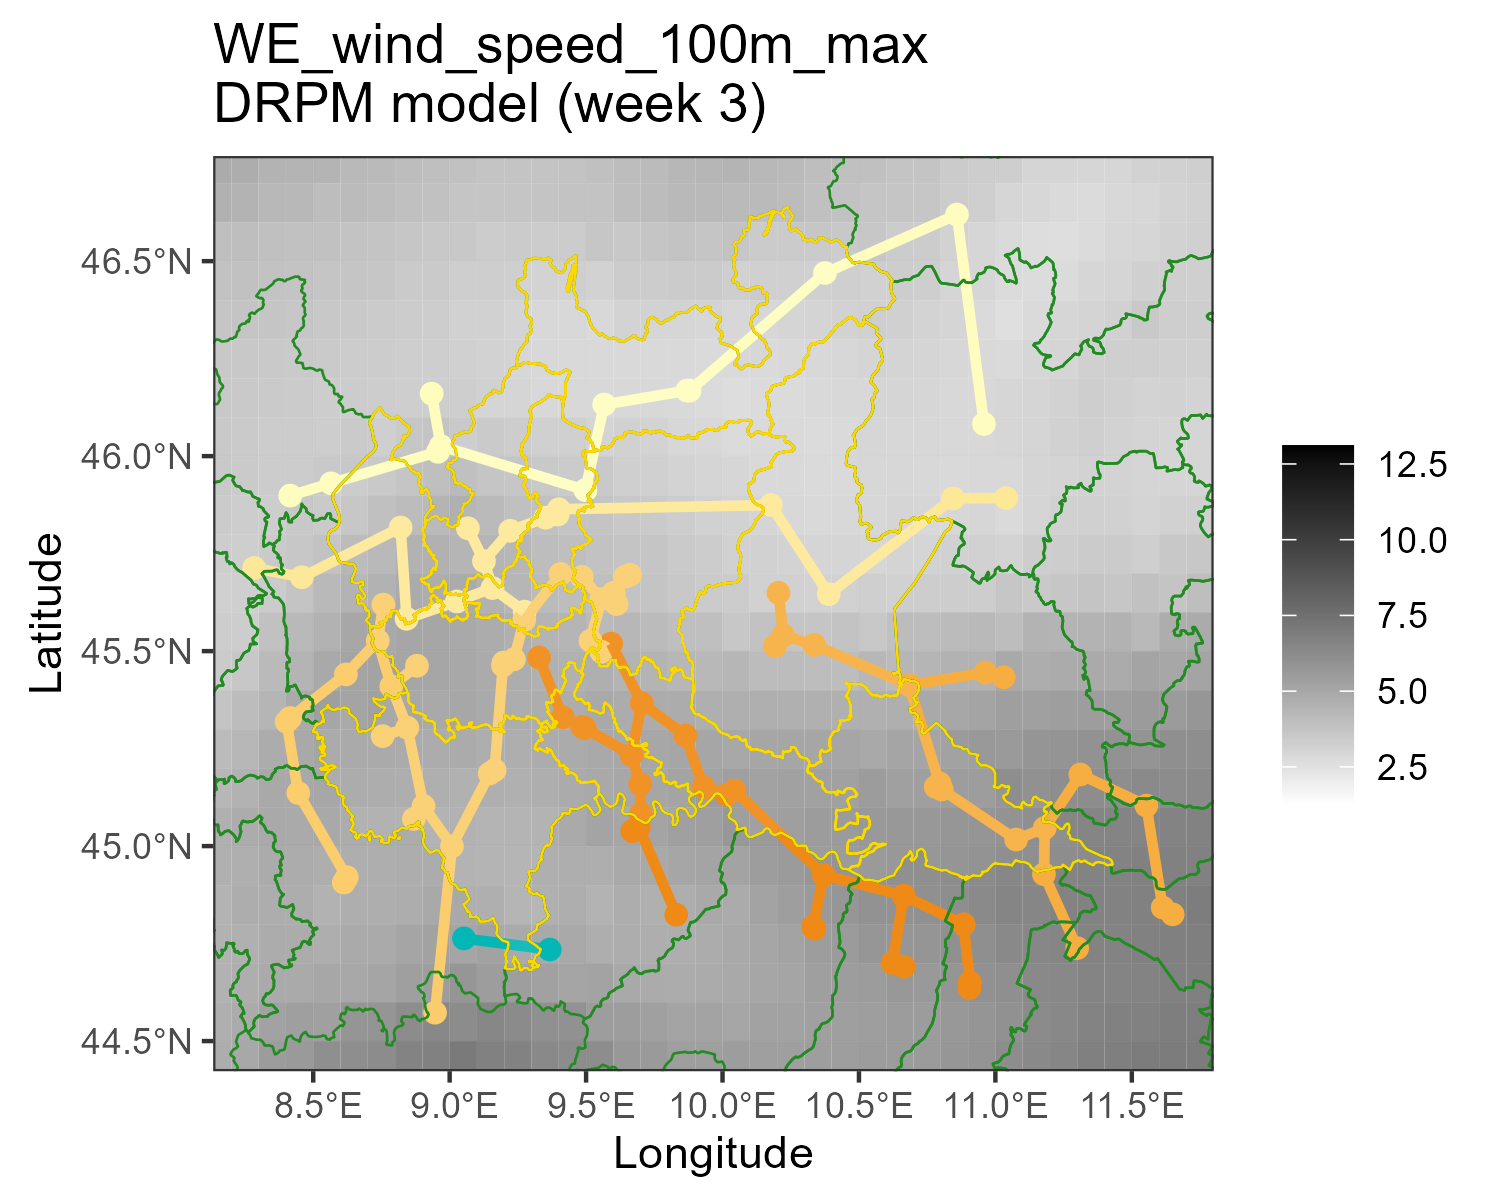 WE_wind_speed_100m_max
DRPM model (week 3)
46.5°N
46.0°N
45.5°N
45.0°N
44.5°N
Latitude
8.5°E 9.0°E 9.5°E 10.0°E 10.5°E 11.0°E 11.5°E
Longitude
12.5
10.0
7.5
5.0
2.5